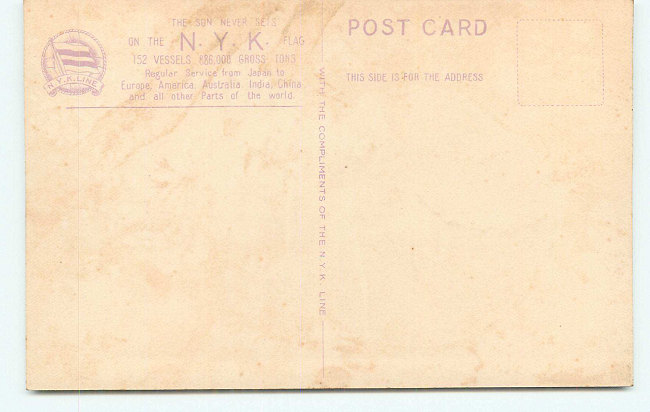 THE SUN NEVER SETS
ON THE N. Y. K. FLAG
152 VESSELS 886,000 GROSS TONS
Regular Service from Japan to
Europe, America, Australia, India, China
and all other Parts of the world
N.Y.K. LINE
WITH THE COMPLIMENTS OF THE N. Y. K. LINE
POST CARD
THIS SIDE IS FOR THE ADDRESS